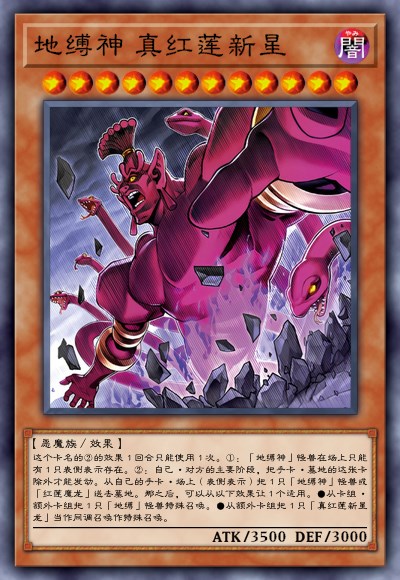 地缚神 真红莲新星
やみ
闇
【恶魔族/效果】
这个卡名的②的效果1回合只能使用1次。①:「地缚神」怪兽在场上只能
有1只表侧表示存在。②:自己·对方的主要阶段,把手卡·墓地的这张卡
除外才能发动。从自己的手卡·场上(表侧表示)把1只「地缚神」怪兽或
「红莲魔龙」送去墓地。那之后,可以从以下效果让1个适用。●从卡组·
额外卡组把1只「地缚」怪兽特殊召唤。●从额外卡组把1只「真红莲新星
龙」当作同调召唤作特殊召唤。
ATK/3500 DEF/3000